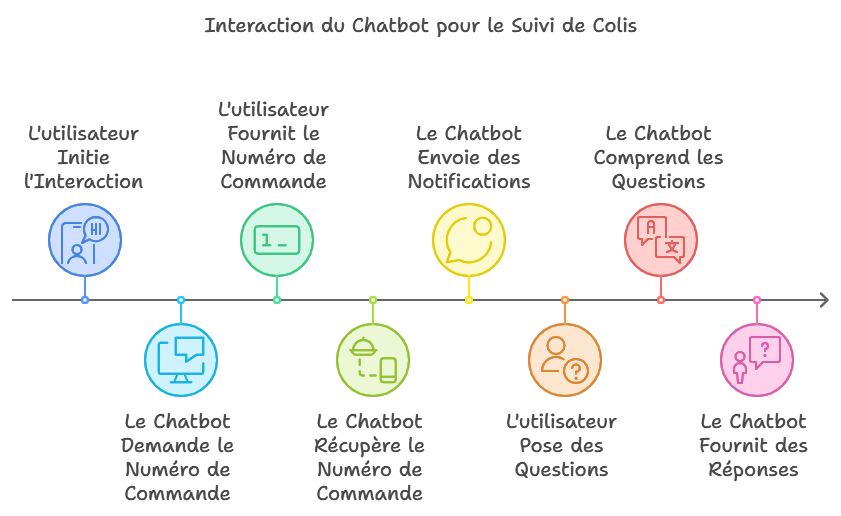 Interaction du Chatbot pour le Suivi de Colis
L'utilisateur
Initie
l'Interaction
HI
Le Chatbot
Demande le
Numéro de
Commande
L'utilisateur
Fournit le
Numéro de
Commande
1 _
Le Chatbot
Récupère le
Numéro de
Commande
Le Chatbot
Envoie des
Notifications
L'utilisateur
Pose des
Questions
?
Le Chatbot
Comprend les
Questions
A
文
Le Chatbot
Fournit des
Réponses
?